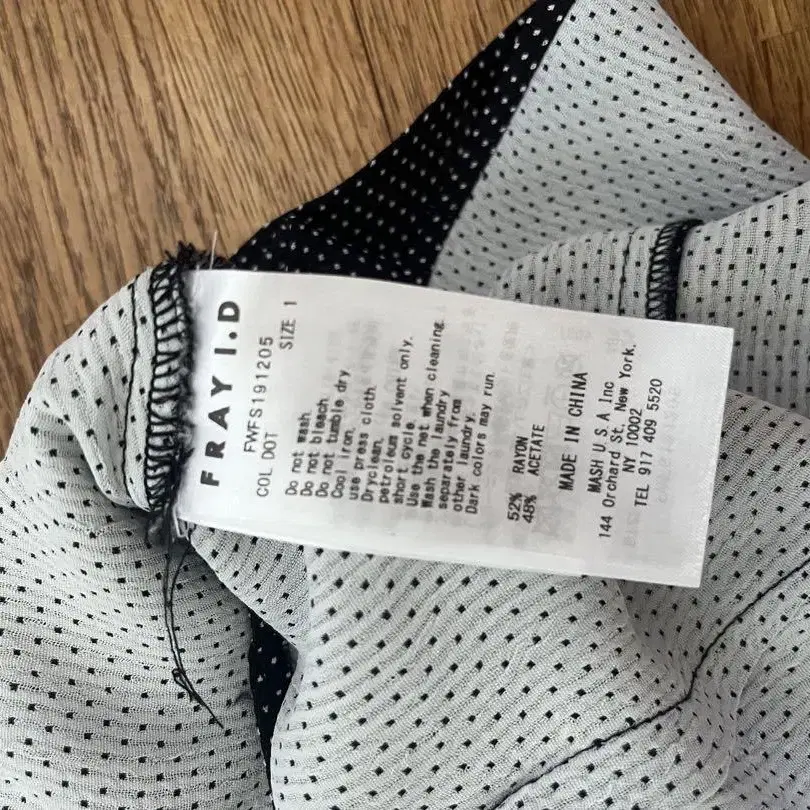 FRAY I.D
FWFS191205
COL DOT
SIZE 1
Do not wash.
Do not bleach.
Do not tumble dry
Cool iron.
use press cloth.
Dryclean.
petroleum solvent only.
short cycle.
Use the net when cleaning.
Wash the laundry
separately from
other laundry.
Dark colors may run.
52% RAYON
48% ACETATE
MADE IN CHINA
MASH U S A Inc
144 Orchard St, New York,
NY 10002
TEL 917 409 5520